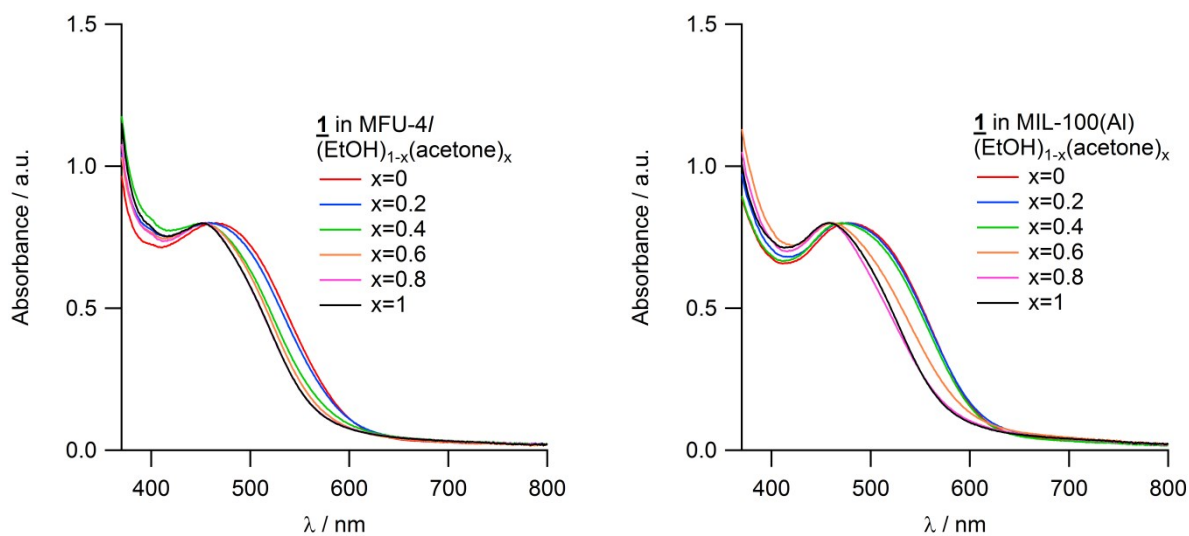 1.5
1.0
0.5
0.0
Absorbance / a.u.
400 500 600 700 800
λ / nm
1 in MFU-4l
(EtOH)1-x(acetone)x
x=0
x=0.2
x=0.4
x=0.6
x=0.8
x=1
1.5
1.0
0.5
0.0
Absorbance / a.u.
400 500 600 700 800
λ / nm
1 in MIL-100(Al)
(EtOH)1-x(acetone)x
x=0
x=0.2
x=0.4
x=0.6
x=0.8
x=1